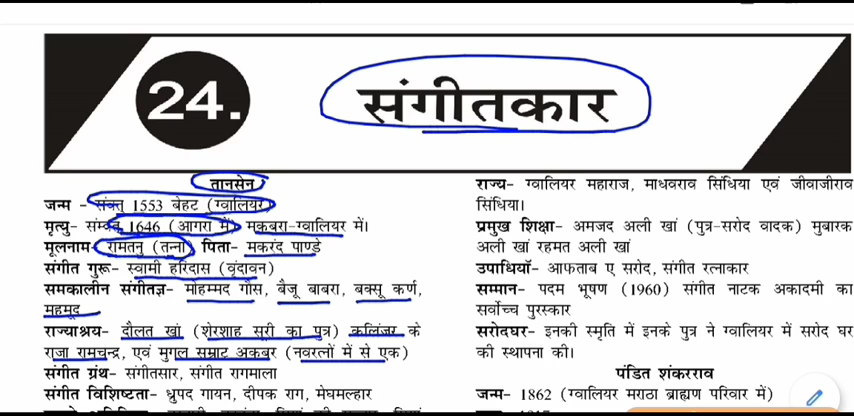 24.
संगीतकार
तानसेन
जन्म - संवत् 1553 बेहट (ग्वालियर)
मृत्यु- संम्वत् 1646 (आगरा में) मकबरा-ग्वालियर में।
मूलनाम- रामतनु (तन्ना) पिता- मकरंद पाण्डे
संगीत गुरू- स्वामी हरिदास (वृंदावन)
समकालीन संगीतज्ञ- मोहम्मद गौस, बैजू बाबरा, बक्सू कर्ण,
महमूद
राज्याश्रय- दौलत खां (शेरशाह सूरी का पुत्र) कलिंजर के
राजा रामचन्द्र, एवं मुगल सम्राट अकबर (नवरत्नों में से एक)
संगीत ग्रंथ- संगीतसार, संगीत रागमाला
संगीत विशिष्टता- ध्रुपद गायन, दीपक राग, मेघमल्हार
राज्य- ग्वालियर महाराज, माधवराव सिंधिया एवं जीवाजीराव
सिंधिया।
प्रमुख शिक्षा- अमजद अली खां (पुत्र-सरोद वादक) मुबारक
अली खां रहमत अली खां
उपाधियाॅ- आफताब ए सरोद, संगीत रत्नाकार
सम्मान- पदम भूषण (1960) संगीत नाटक अकादमी का
सर्वोच्च पुरस्कार
सरोदघर- इनकी स्मृति में इनके पुत्र ने ग्वालियर में सरोद घर
की स्थापना की।
पंडित शंकरराव
जन्म- 1862 (ग्वालियर मराठा ब्राह्मण परिवार में)